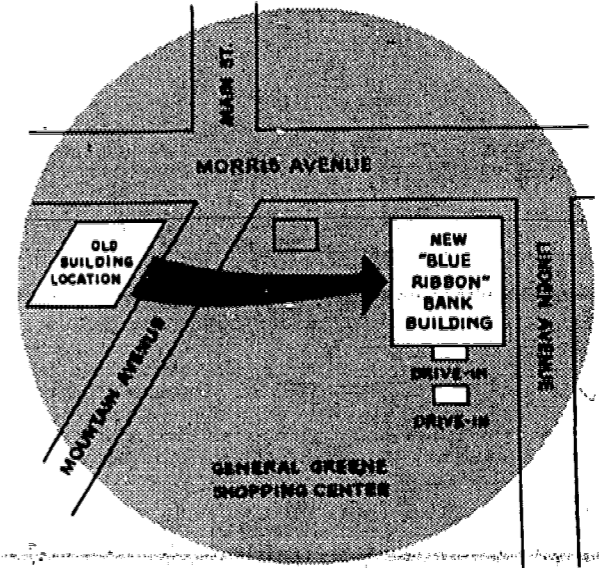 MAIN ST.
MORRIS AVENUE
OLD
BUILDING
LOCATION
NEW
"BLUE
RIBBON"
BANK
BUILDING
LINDEN AVENUE
DRIVE-IN
DRIVE-IN
MOUNTAIN AVENUE
GENERAL GREENE
SHOPPING CENTER